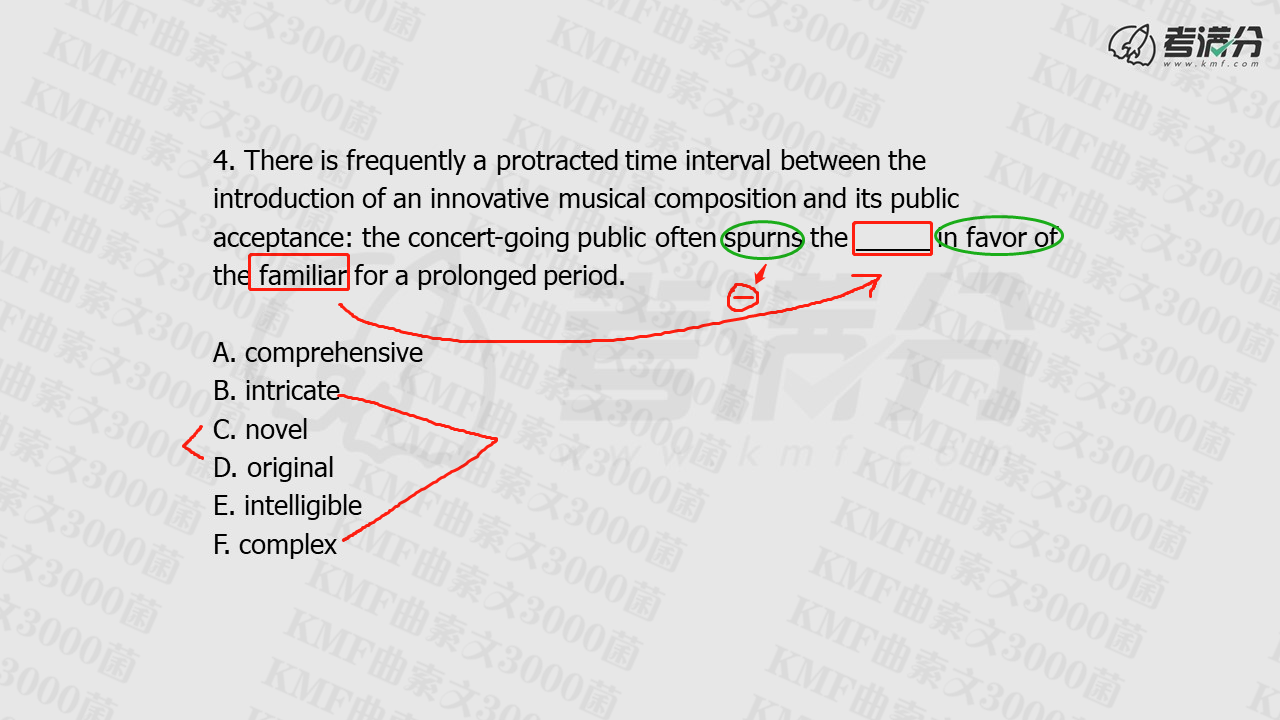 考满分
www.kmf.com
4. There is frequently a protracted time interval between the
introduction of an innovative musical composition and its public
acceptance: the concert-going public often spurns the ______ in favor of
the familiar for a prolonged period.
A. comprehensive
B. intricate
C. novel
D. original
E. intelligible
F. complex
KMF曲索文3000菌